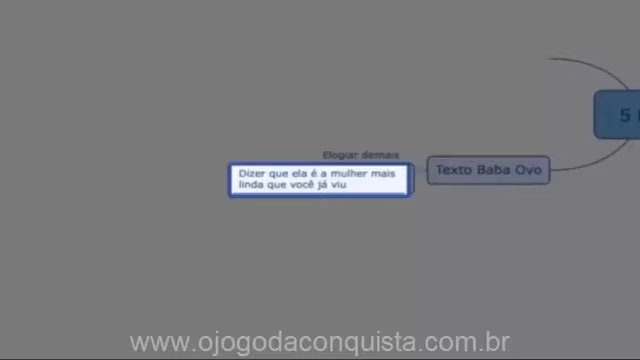 5
Elogiar demais
Dizer que ela é a mulher mais
linda que você já viu
Texto Baba Ovo
www.ojogodaconquista.com.br